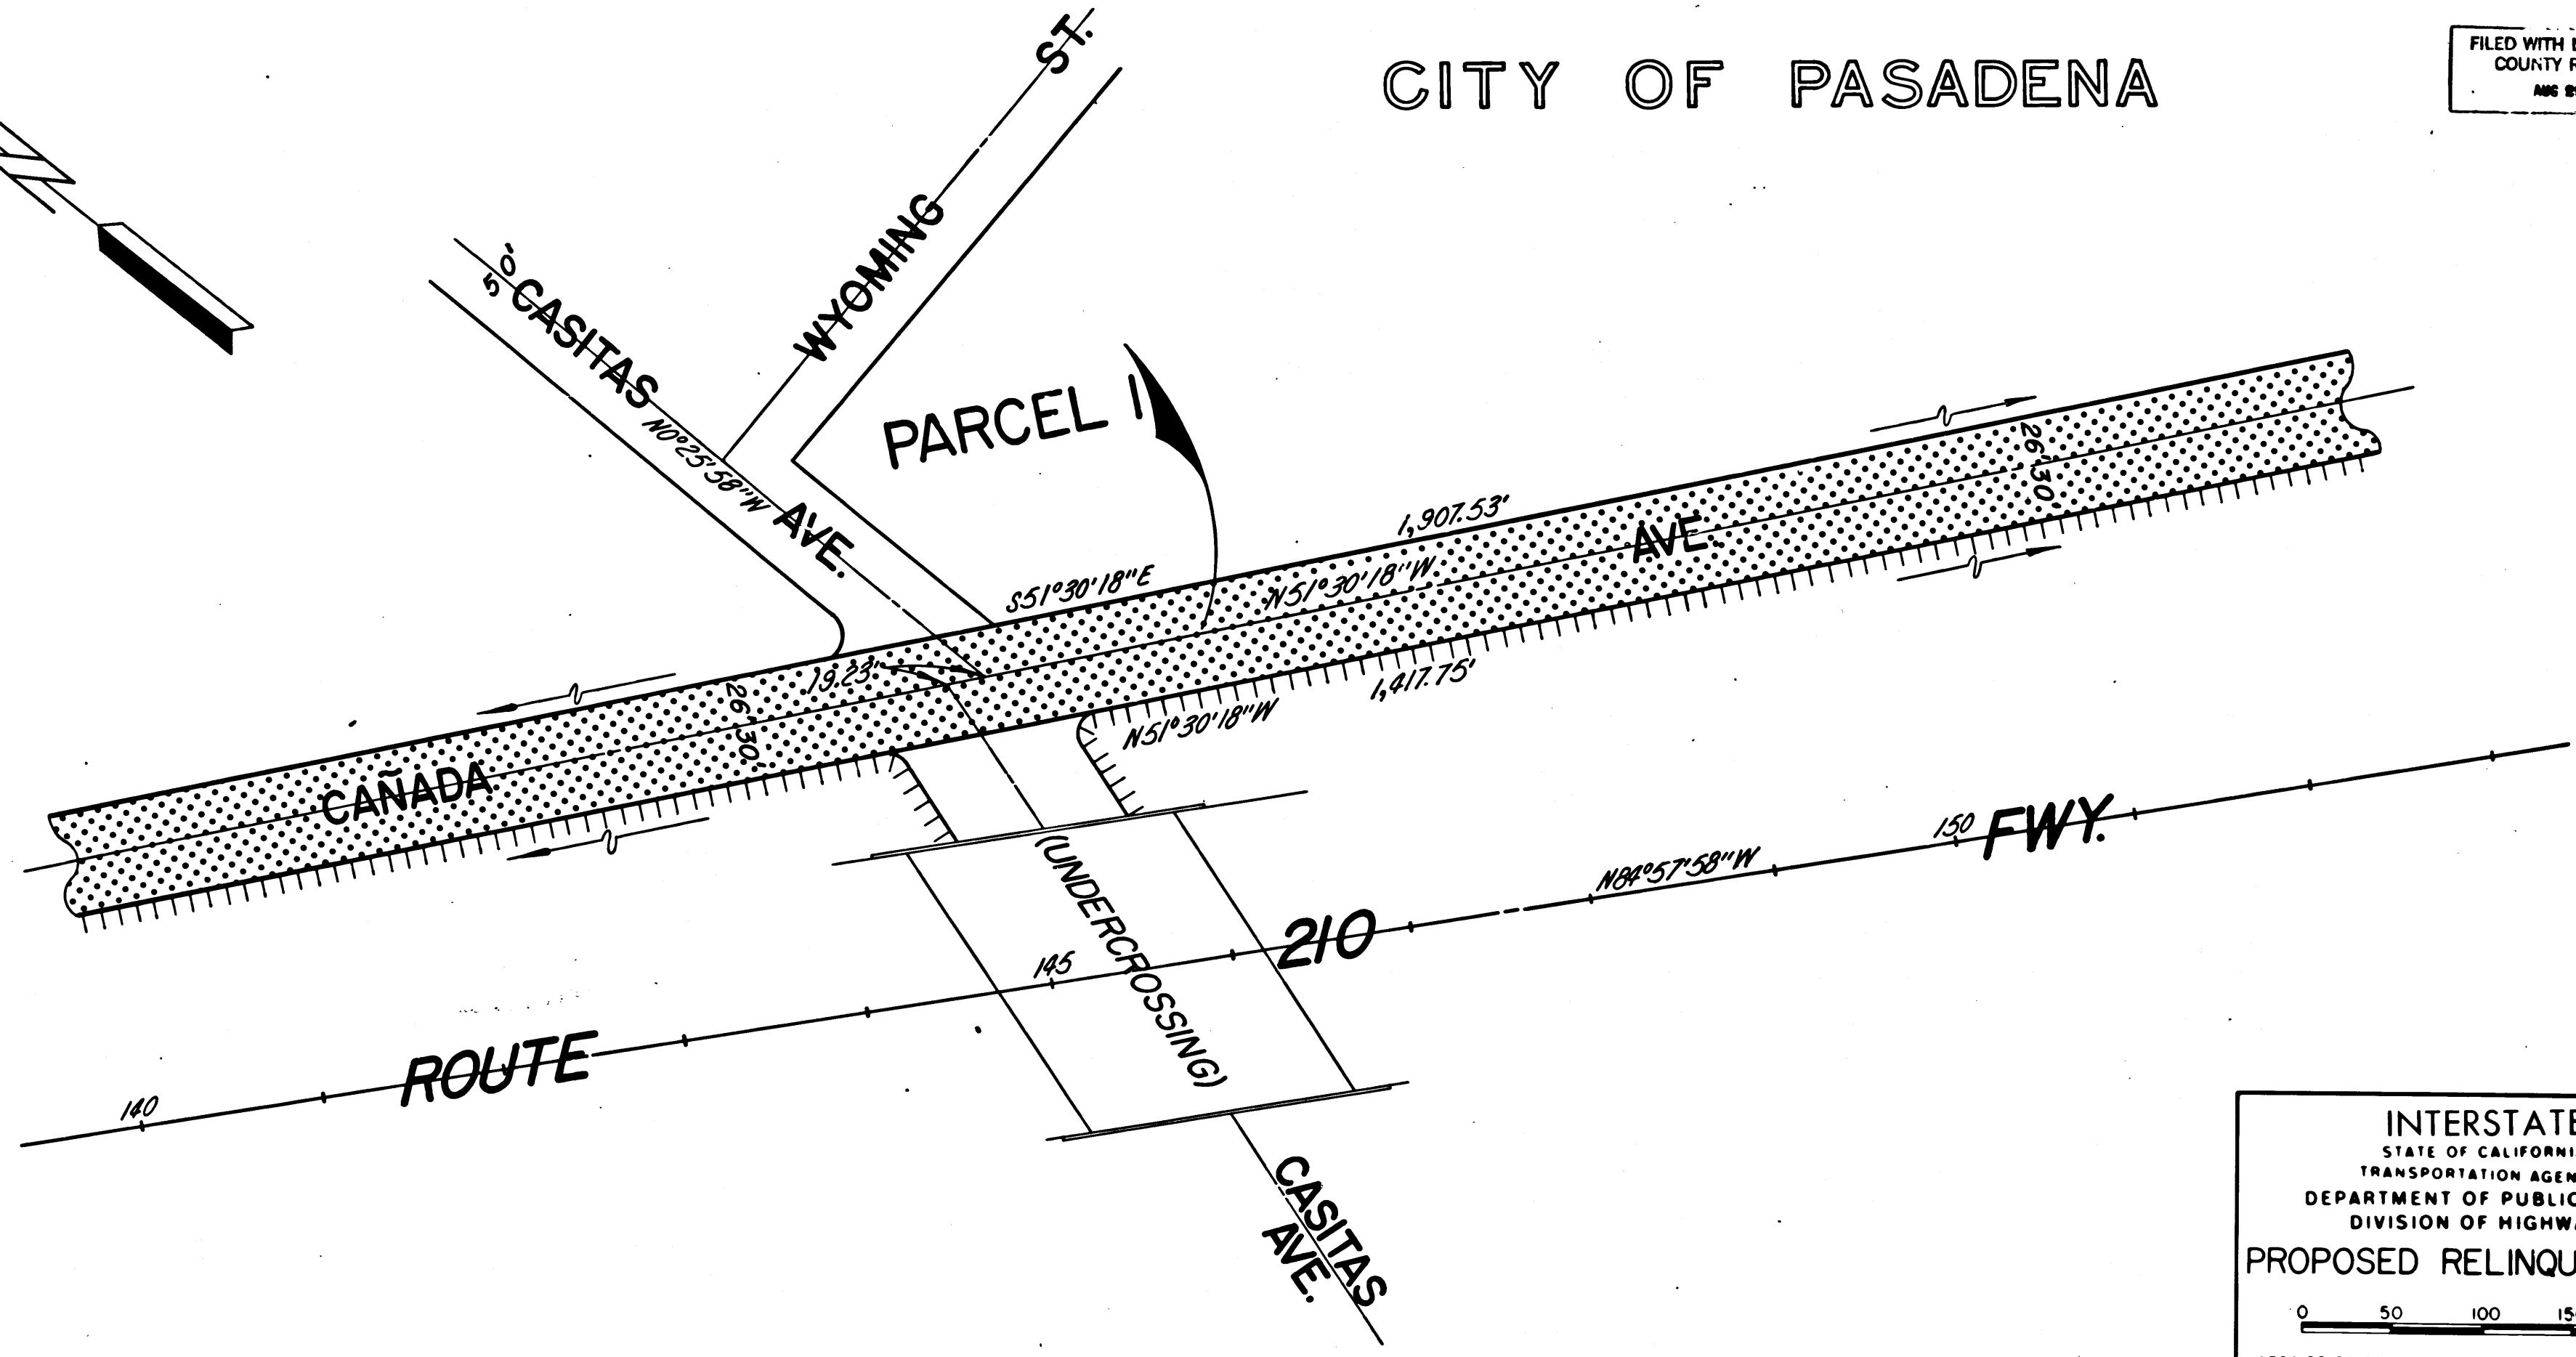 CITY OF PASADENA
FILED WITH
COUNTY
AUG
ST.
WYOMING
50'
CASITAS
N0°25'58"W
AVE.
PARCEL 1
1,907.53'
S51°30'18"E
N51°30'18"W
AVE.
26' 30'
19.23'
26' 30'
CAÑADA
N51°30'18"W
1,417.75'
(UNDERCROSSING)
140
ROUTE
145
210
N84°57'58"W
150
FWY.
CASITAS
AVE.
INTERSTATE
STATE OF CALIFORNI
TRANSPORTATION AGEN
DEPARTMENT OF PUBLIC
DIVISION OF HIGHWA
PROPOSED RELINQU
0 50 100 15